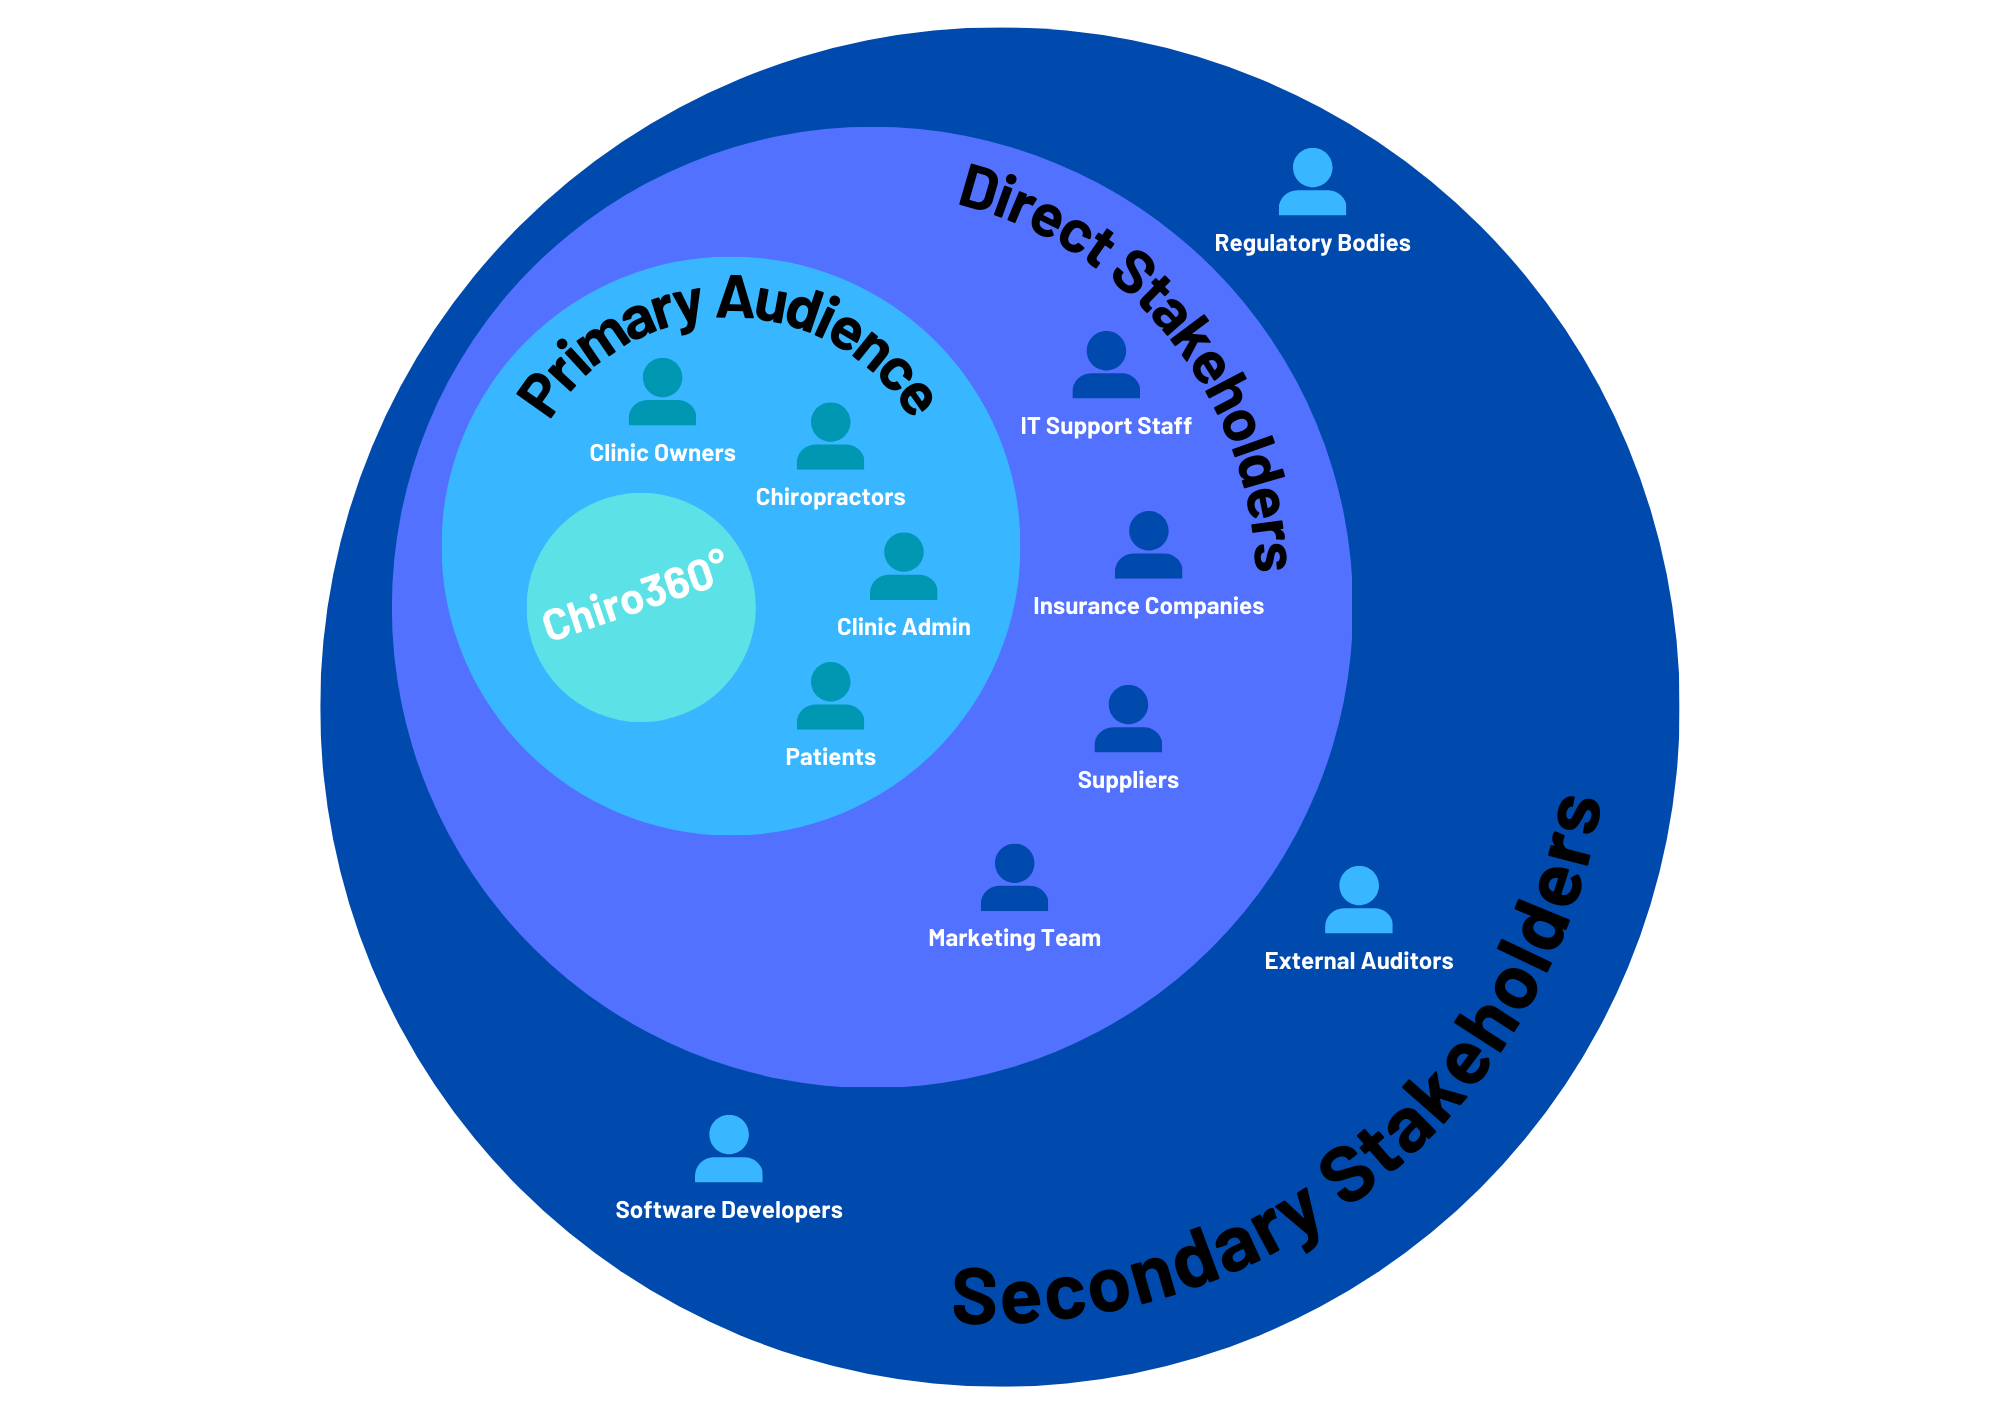 Regulatory Bodies
Direct Stakeholders
Primary Audience
IT Support Staff
Clinic Owners
Chiropractors
Chiro360°
Insurance Companies
Clinic Admin
Patients
Suppliers
Marketing Team
External Auditors
Secondary Stakeholders
Software Developers